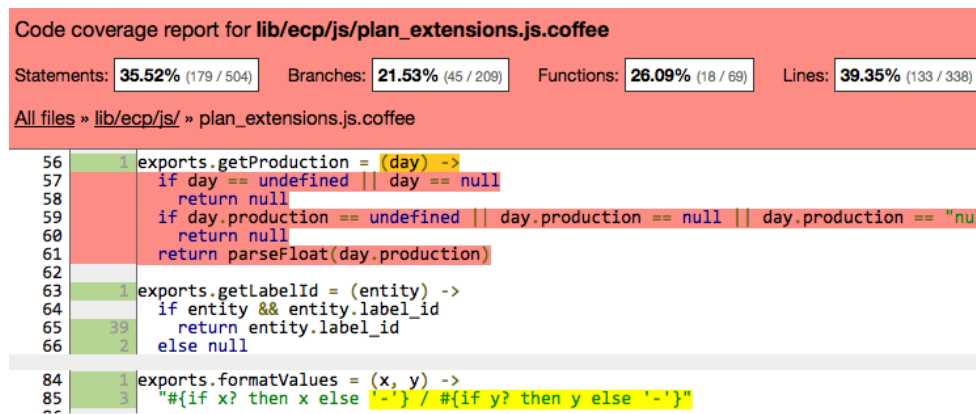 Code coverage report for lib/ecp/js/plan_extensions.js.coffee
Statements: 35.52% (179 / 504) Branches: 21.53% (45 / 209) Functions: 26.09% (18 / 69) Lines: 39.35% (133 / 338)
All files » lib/ecp/js/ » plan_extensions.js.coffee
56 1 exports.getProduction = (day) ->
57 if day == undefined || day == null
58 return null
59 if day.production == undefined || day.production == null || day.production == "nu
60 return null
61 return parseFloat(day.production)
62
63 1 exports.getLabelId = (entity) ->
64 if entity && entity.label_id
65 39 return entity.label_id
66 2 else null
84 1 exports.formatValues = (x, y) ->
85 3 "#{if x? then x else '-'} / #{if y? then y else '-'}"